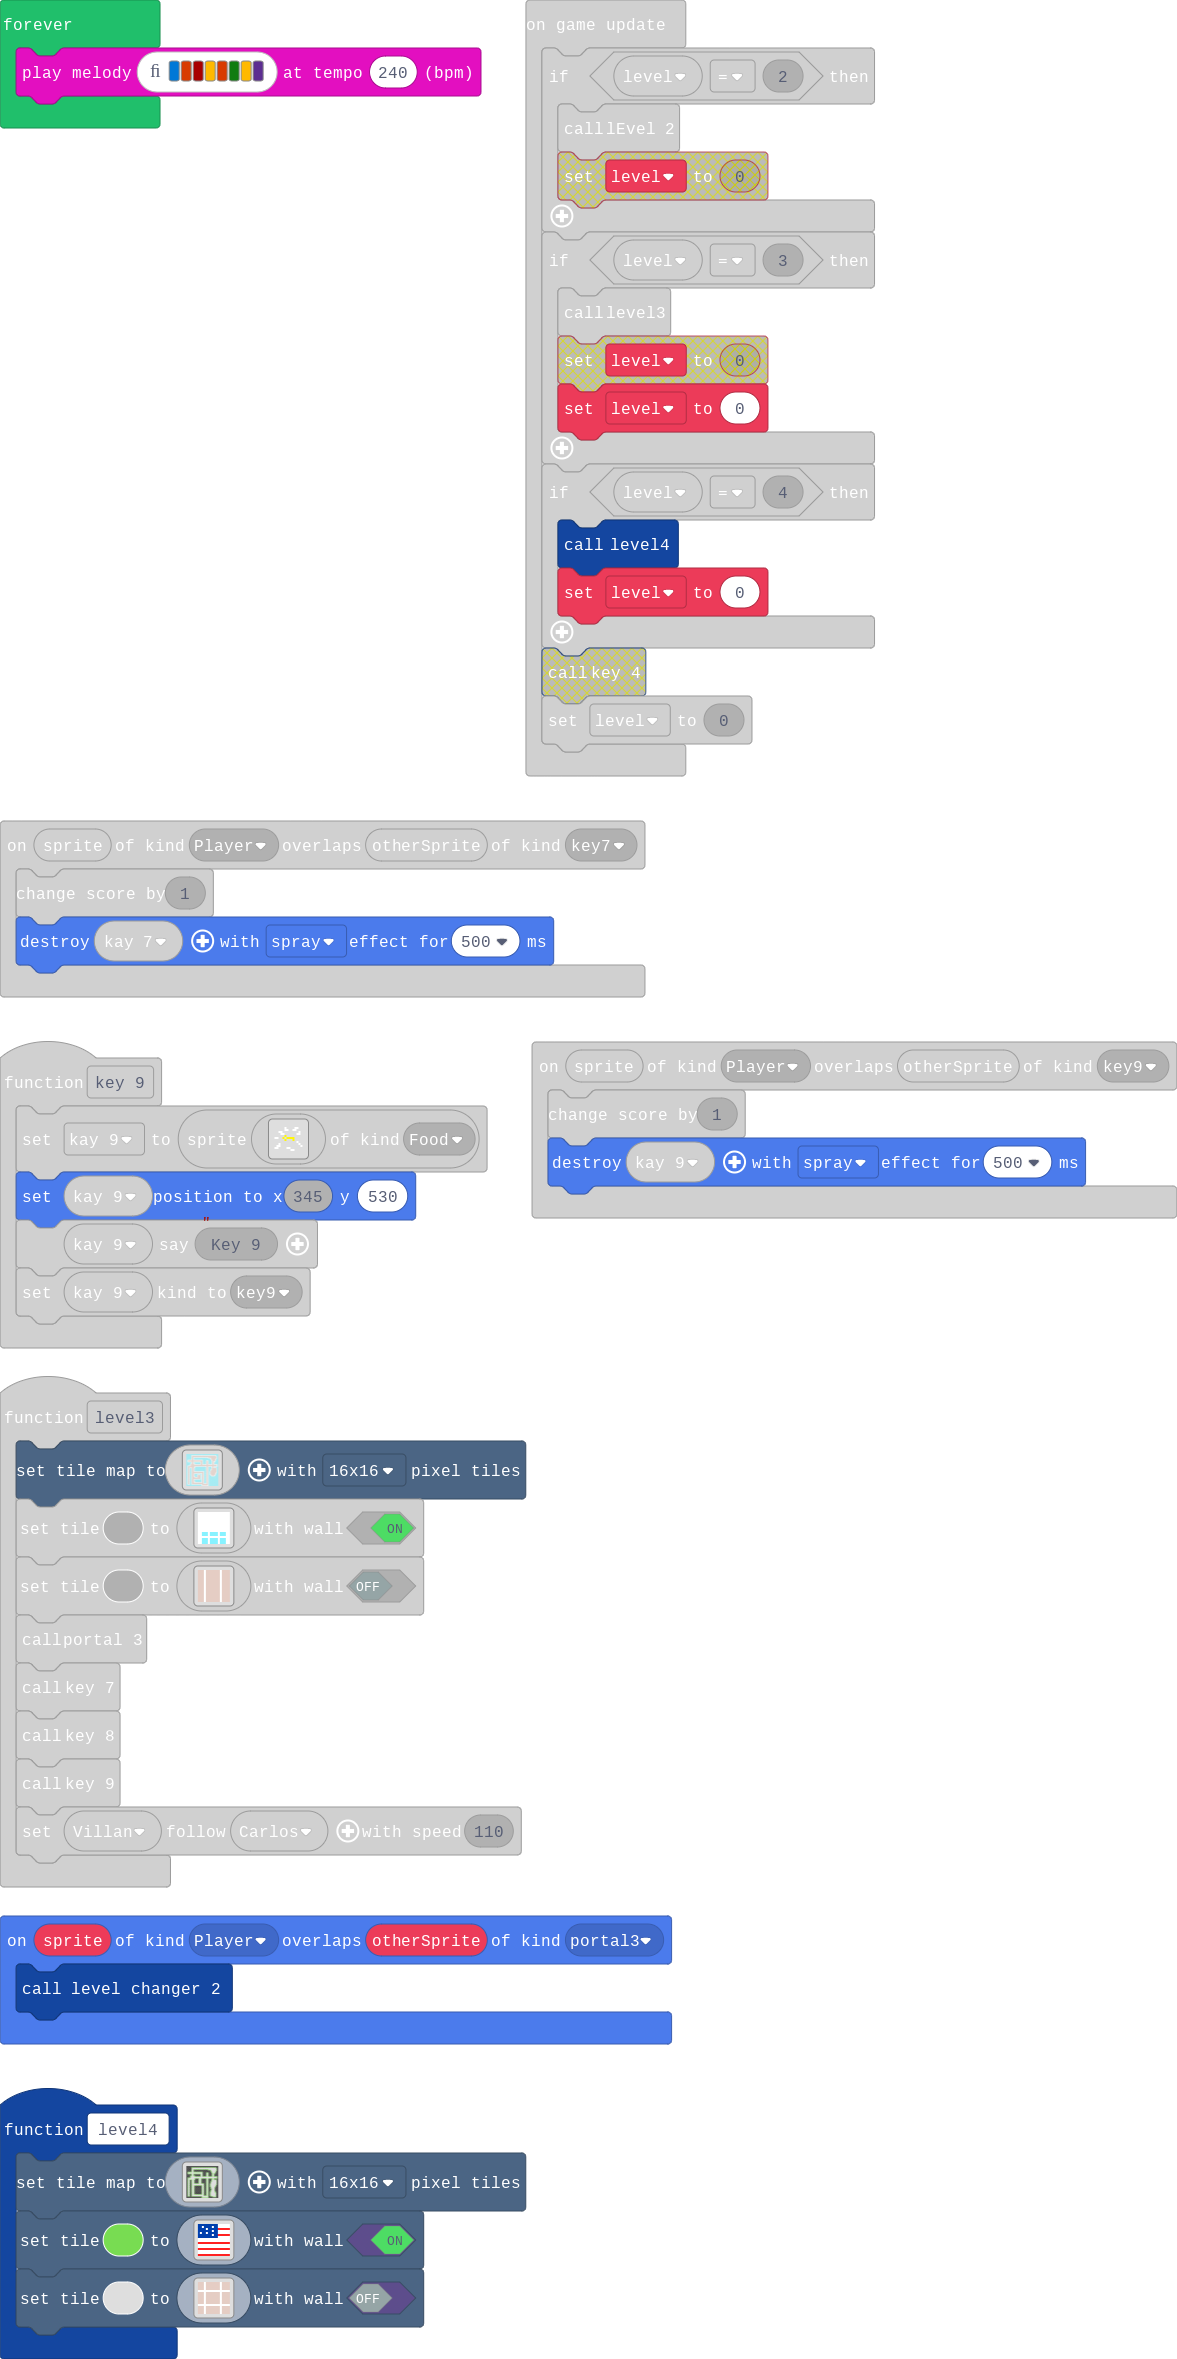 forever
play melody at tempo 240 (bpm)
on game update
if level = 2 then
call lEvel 2
set level to 0
if level = 3 then
call level3
set level to 0
set level to 0
if level = 4 then
call level4
set level to 0
call key 4
set level to 0
on sprite of kind Player overlaps otherSprite of kind key7
change score by 1
destroy kay 7 with spray effect for 500 ms
function key 9
set kay 9 to sprite of kind Food
set kay 9 position to x 345 y 530
kay 9 say " Key 9
set kay 9 kind to key9
on sprite of kind Player overlaps otherSprite of kind key9
change score by 1
destroy kay 9 with spray effect for 500 ms
function level3
set tile map to with 16x16 pixel tiles
set tile to with wall ON
set tile to with wall OFF
call portal 3
call key 7
call key 8
call key 9
set Villan follow Carlos with speed 110
on sprite of kind Player overlaps otherSprite of kind portal3
call level changer 2
function level4
set tile map to with 16x16 pixel tiles
set tile to with wall ON
set tile to with wall OFF